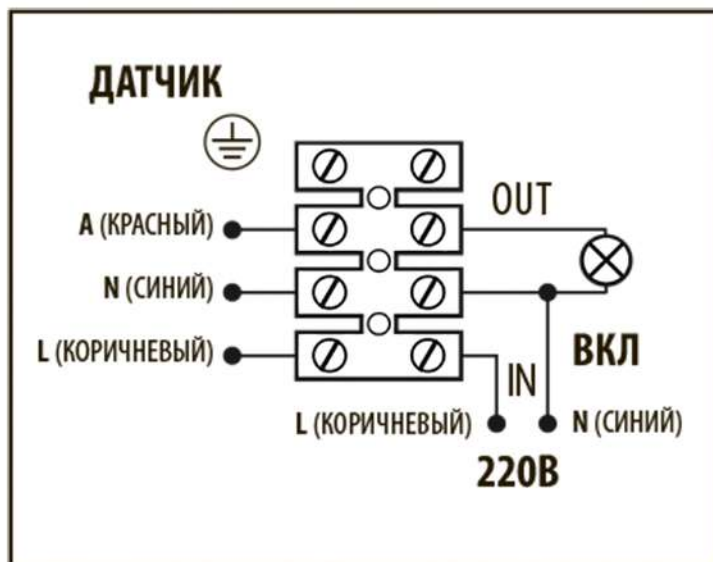 ДАТЧИК
OUT
А (КРАСНЫЙ)
N (СИНИЙ)
L (КОРИЧНЕВЫЙ)
ВКЛ
IN
L (КОРИЧНЕВЫЙ)
N (СИНИЙ)
220В